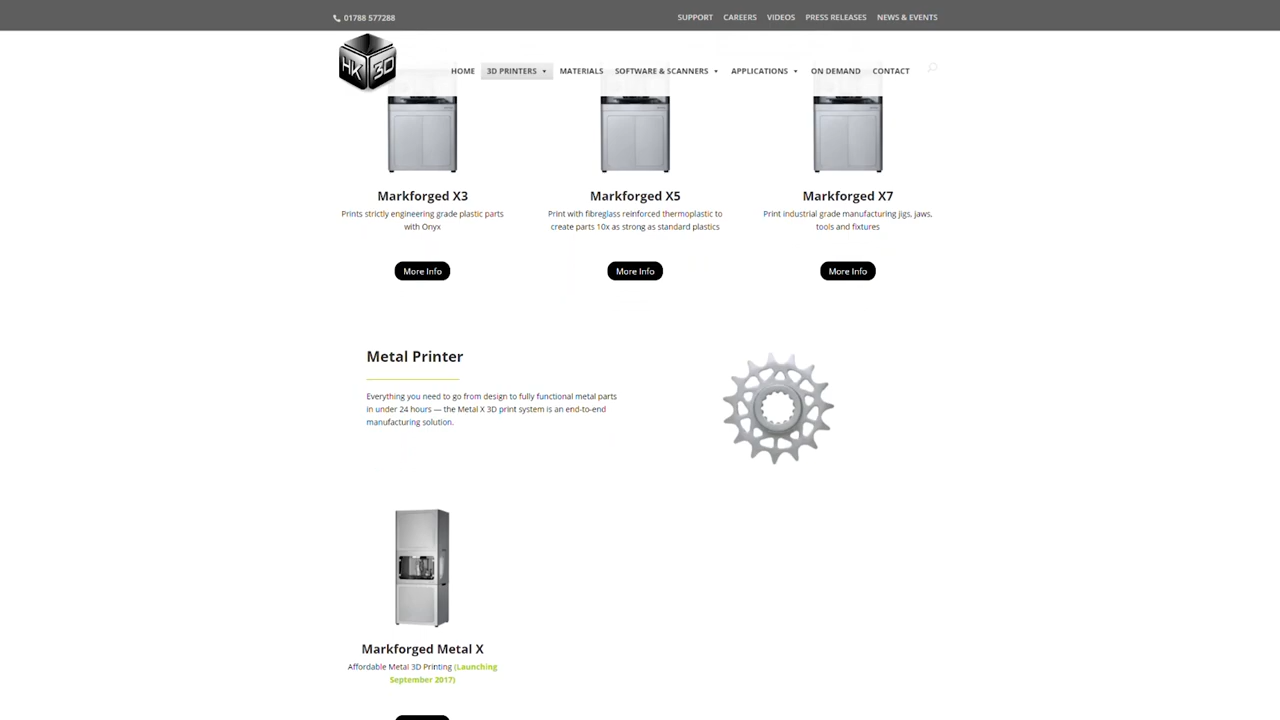 01788 577288
SUPPORT CAREERS VIDEOS PRESS RELEASES NEWS & EVENTS
HK 3D
HOME 3D PRINTERS MATERIALS SOFTWARE & SCANNERS APPLICATIONS ON DEMAND CONTACT
Markforged X3
Prints strictly engineering grade plastic parts
with Onyx
More Info
Markforged X5
Print with fibreglass reinforced thermoplastic to
create parts 10x as strong as standard plastics
More Info
Markforged X7
Print industrial grade manufacturing jigs, jaws,
tools and fixtures
More Info
Metal Printer
Everything you need to go from design to fully functional metal parts
in under 24 hours — the Metal X 3D print system is an end-to-end
manufacturing solution.
Markforged Metal X
Affordable Metal 3D Printing (Launching
September 2017)